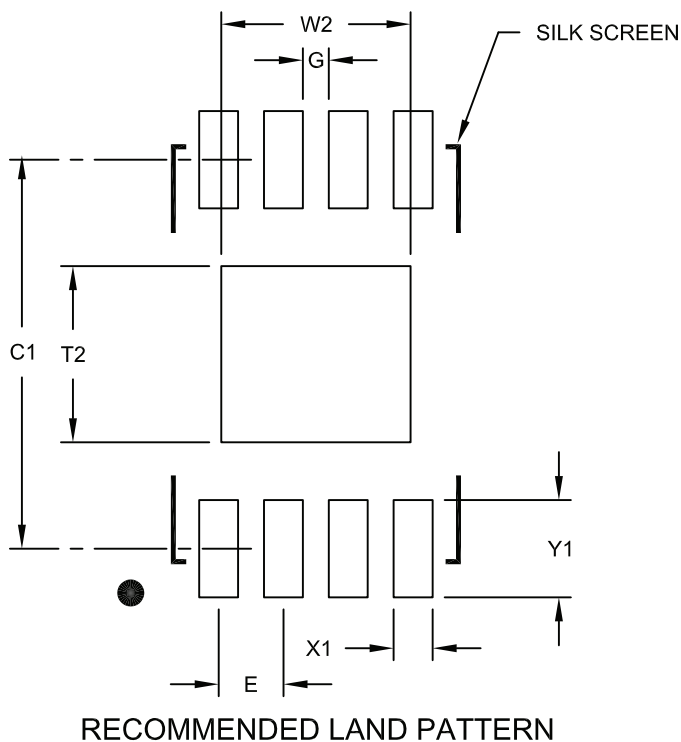 W2
SILK SCREEN
G
C1
T2
Y1
X1
E
RECOMMENDED LAND PATTERN